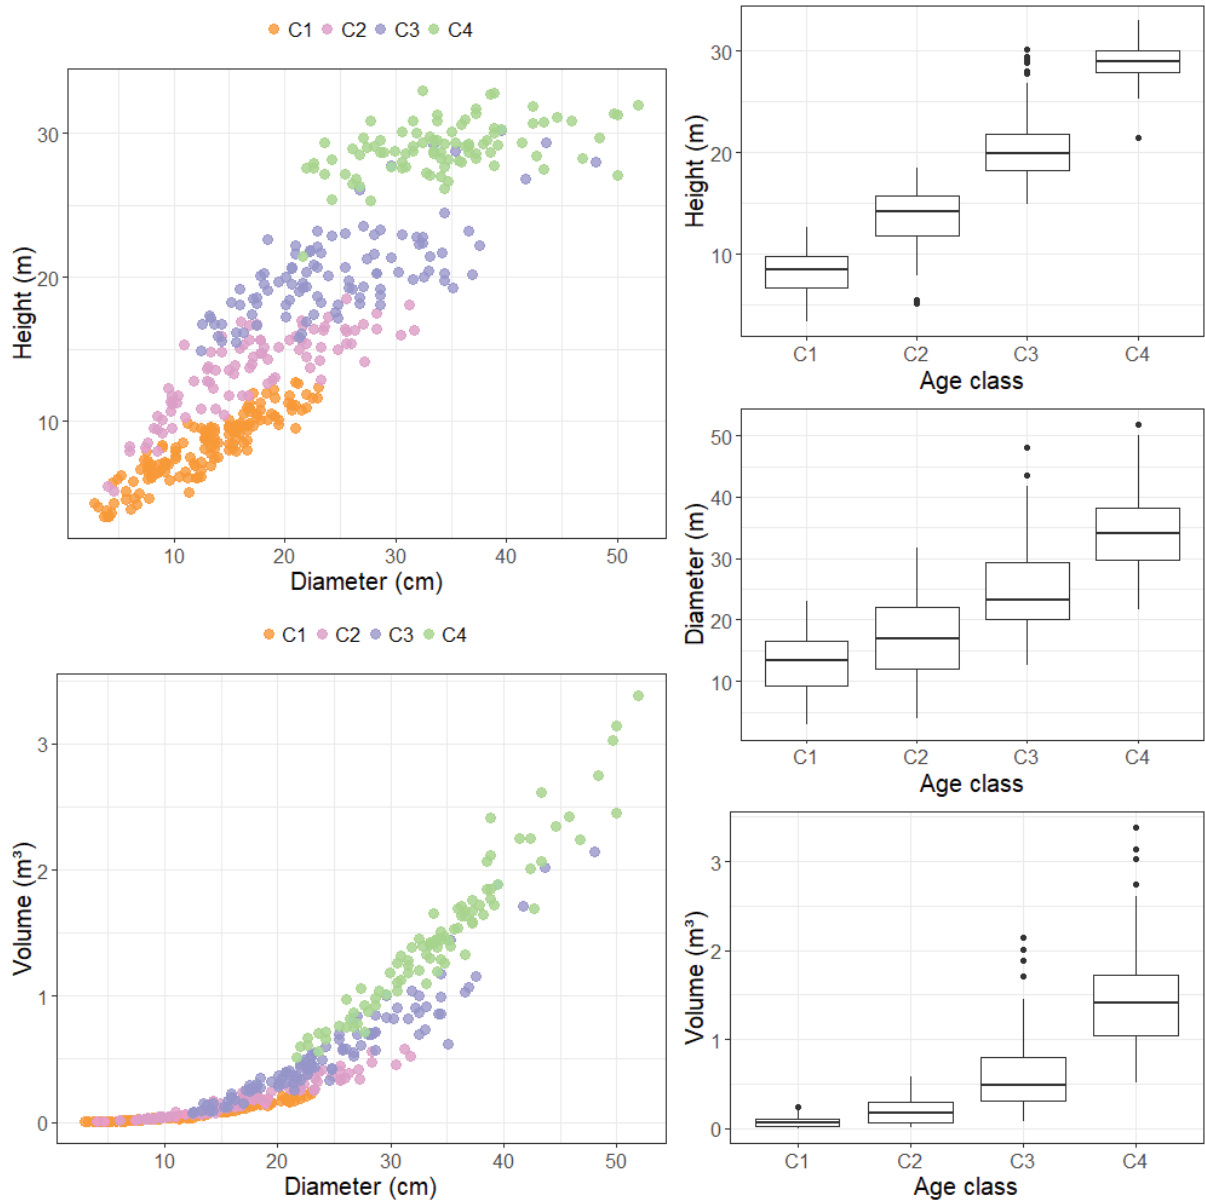 C1 C2 C3 C4
Height (m)
30
20
10
10 20 30 40 50
Diameter (cm)
Height (m)
30
20
10
C1 C2 C3 C4
Age class
Diameter (m)
50
40
30
20
10
C1 C2 C3 C4
Age class
C1 C2 C3 C4
Volume (m³)
3
2
1
0
10 20 30 40 50
Diameter (cm)
Volume (m³)
3
2
1
0
C1 C2 C3 C4
Age class